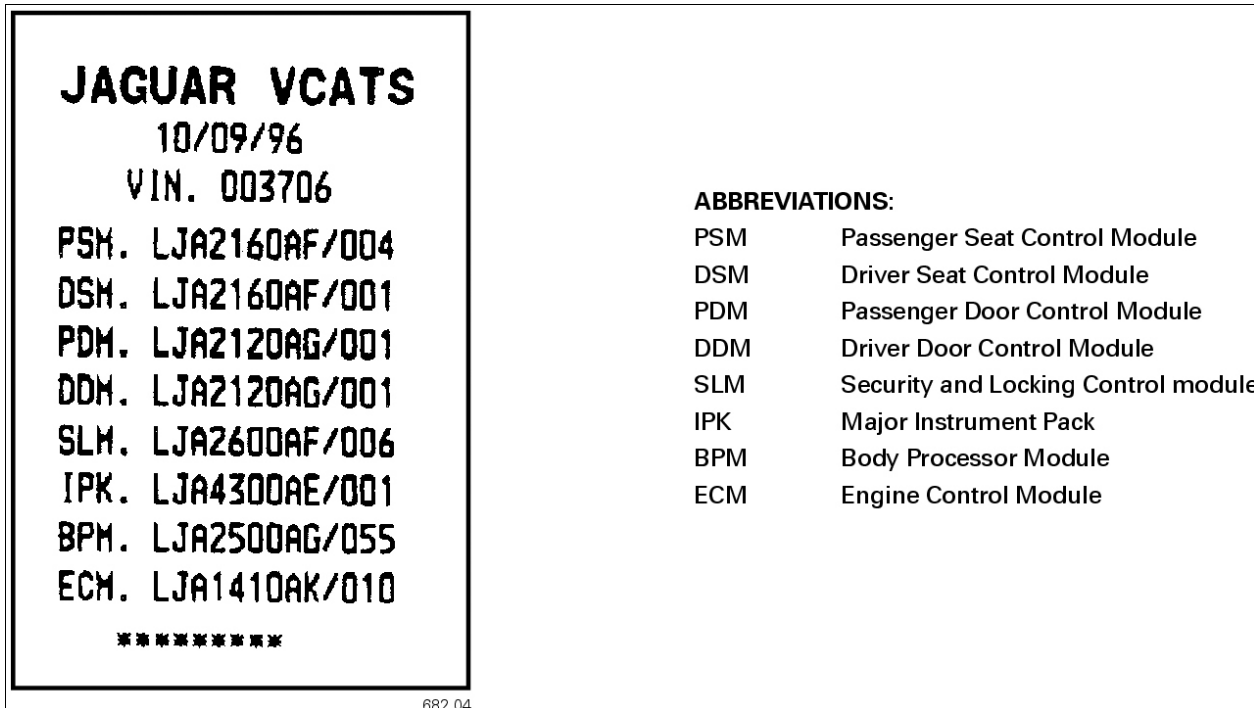 JAGUAR VCATS
10/09/96
VIN. 003706
PSM. LJA2160AF/004
DSM. LJA2160AF/001
PDM. LJA2120AG/001
DDM. LJA2120AG/001
SLM. LJA2600AF/006
IPK. LJA4300AE/001
BPM. LJA2500AG/055
ECM. LJA1410AK/010
*********
682.04
ABBREVIATIONS:
PSM Passenger Seat Control Module
DSM Driver Seat Control Module
PDM Passenger Door Control Module
DDM Driver Door Control Module
SLM Security and Locking Control module
IPK Major Instrument Pack
BPM Body Processor Module
ECM Engine Control Module